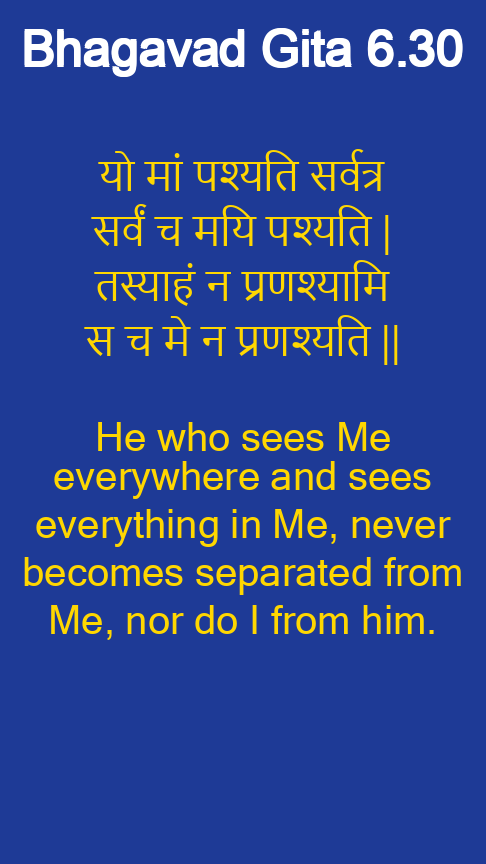 Bhagavad Gita 6.30
यो मां पश्यति सर्वत्र
सर्वं च मयि पश्यति |
तस्याहं न प्रणश्यामि
स च मे न प्रणश्यति ||
He who sees Me
everywhere and sees
everything in Me, never
becomes separated from
Me, nor do I from him.